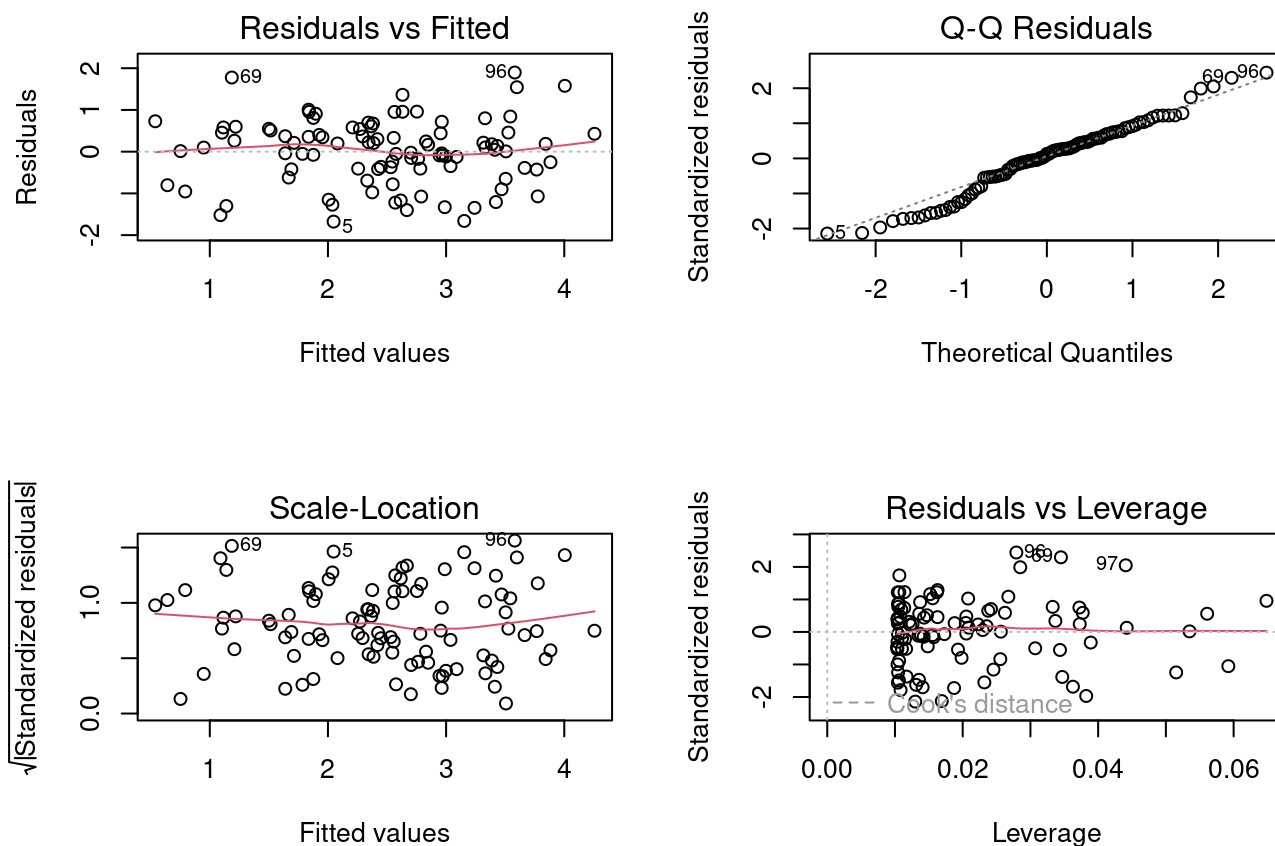 Residuals vs Fitted
Residuals
2
1
0
-2
69
96
5
1 2 3 4
Fitted values
Q-Q Residuals
Standardized residuals
2
0
-2
69
96
5
-2 -1 0 1 2
Theoretical Quantiles
Scale-Location
√|Standardized residuals|
1.0
0.0
69
5
96
1 2 3 4
Fitted values
Residuals vs Leverage
Standardized residuals
2
0
-2
96
69
97
Cook's distance
0.00 0.02 0.04 0.06
Leverage